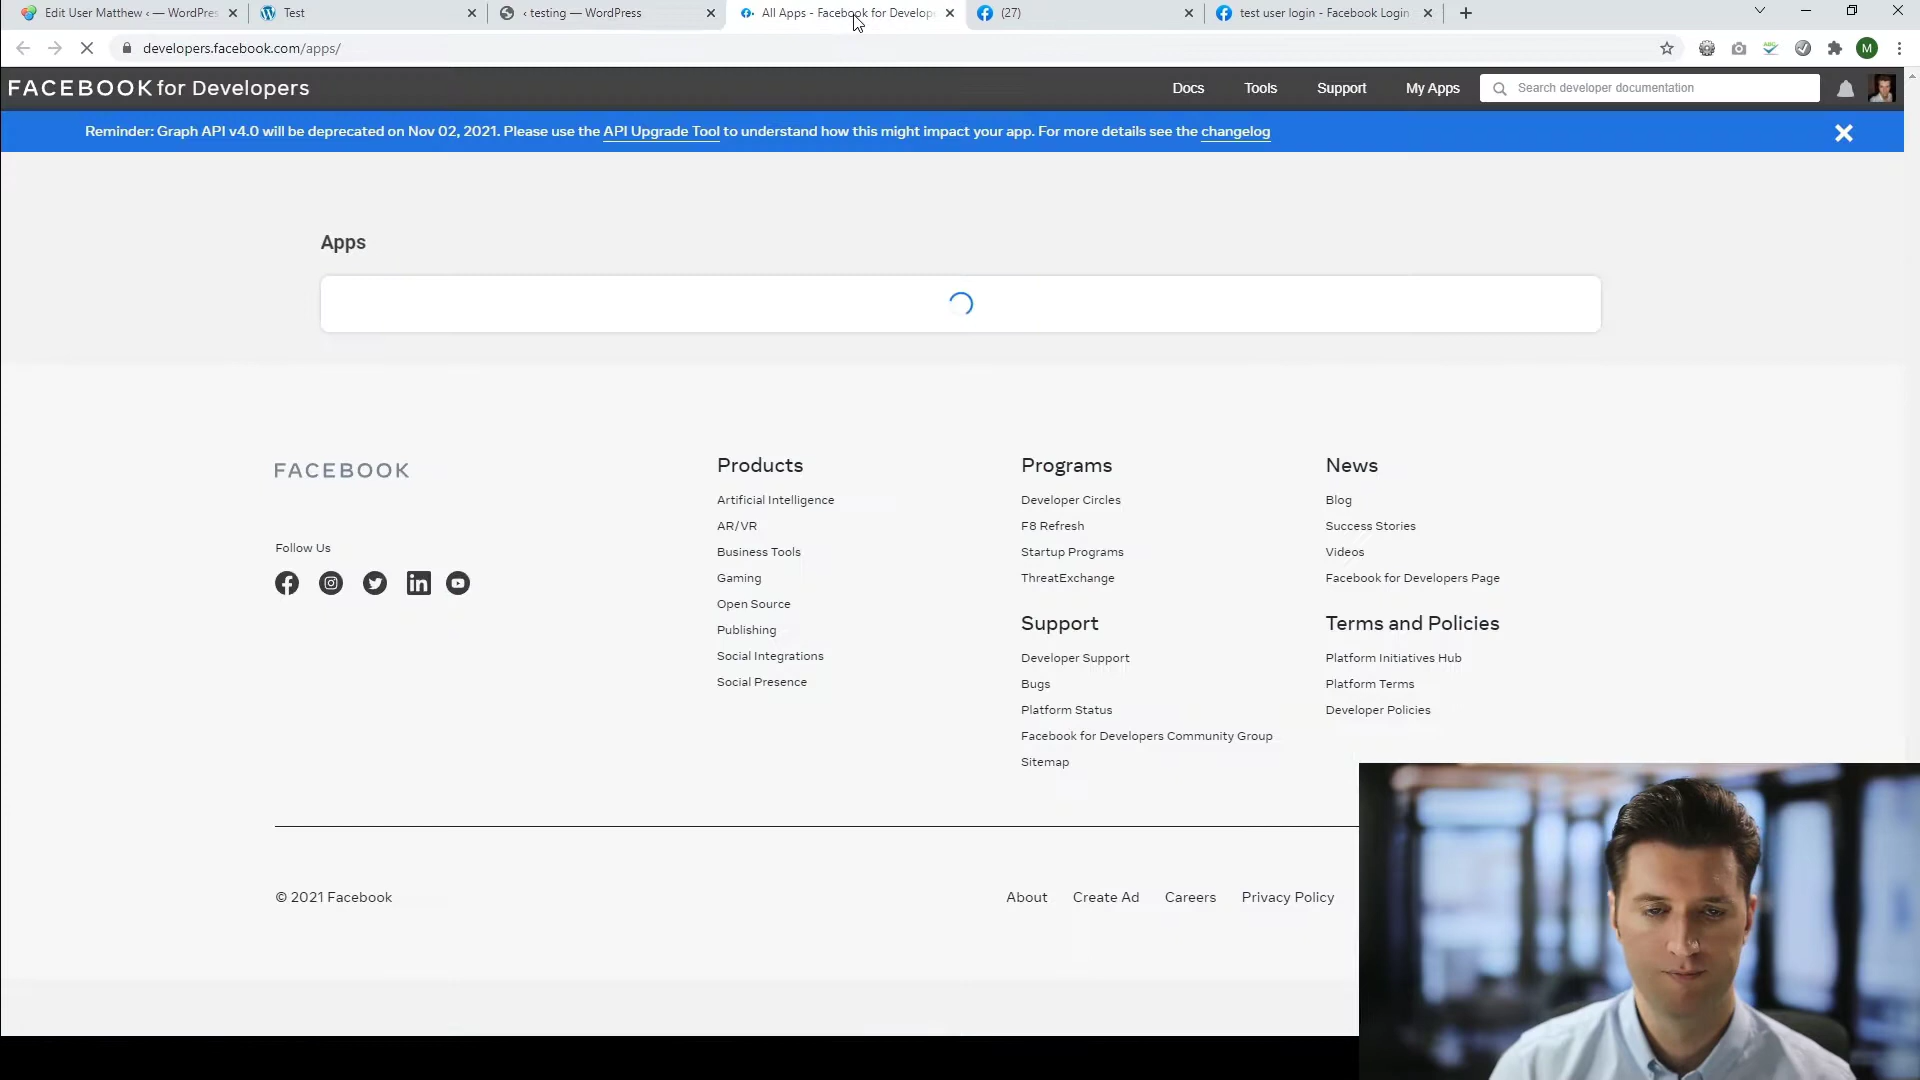 Edit User Matthew ‹ — WordPres
Test
‹ testing — WordPress
All Apps - Facebook for Develop
(27)
test user login - Facebook Login
developers.facebook.com/apps/
M
FACEBOOK for Developers
Docs
Tools
Support
My Apps
Search developer documentation
Reminder: Graph API v4.0 will be deprecated on Nov 02, 2021. Please use the API Upgrade Tool to understand how this might impact your app. For more details see the changelog
Apps
FACEBOOK
Follow Us
Products
Artificial Intelligence
AR/VR
Business Tools
Gaming
Open Source
Publishing
Social Integrations
Social Presence
Programs
Developer Circles
F8 Refresh
Startup Programs
ThreatExchange
Support
Developer Support
Bugs
Platform Status
Facebook for Developers Community Group
Sitemap
News
Blog
Success Stories
Videos
Facebook for Developers Page
Terms and Policies
Platform Initiatives Hub
Platform Terms
Developer Policies
© 2021 Facebook
About
Create Ad
Careers
Privacy Policy